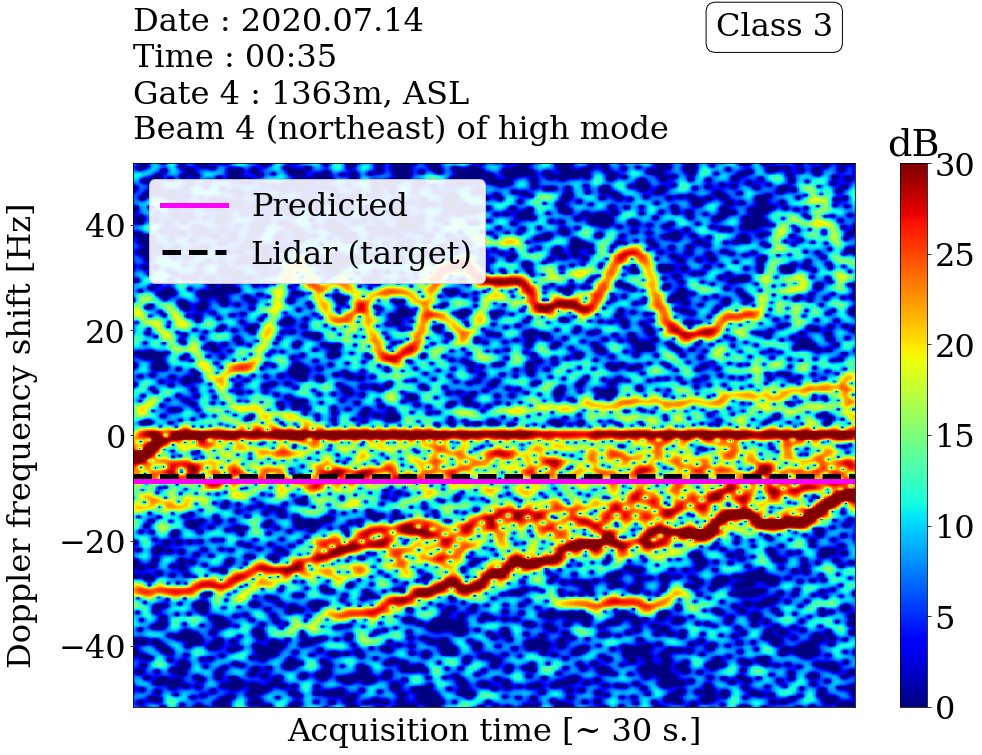 Date : 2020.07.14
Time : 00:35
Gate 4 : 1363m, ASL
Beam 4 (northeast) of high mode
Class 3
dB
Predicted
Lidar (target)
Doppler frequency shift [Hz]
40
20
0
−20
−40
30
25
20
15
10
5
0
Acquisition time [~ 30 s.]